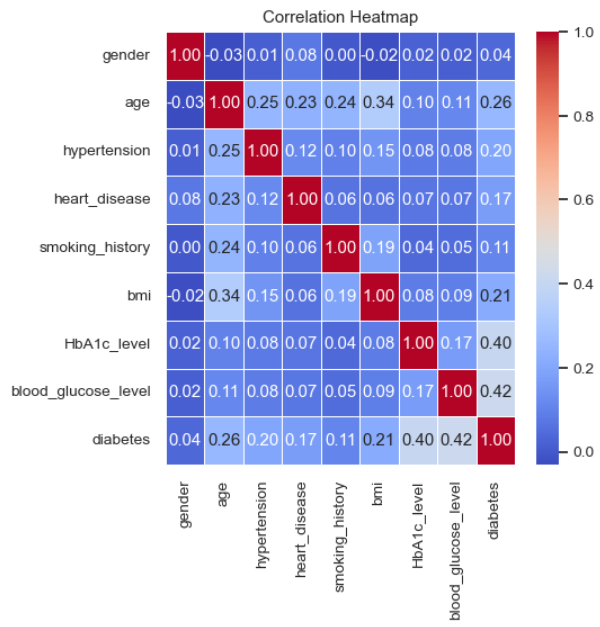 Correlation Heatmap
gender 1.00 -0.03 0.01 0.08 0.00 -0.02 0.02 0.02 0.04
age -0.03 1.00 0.25 0.23 0.24 0.34 0.10 0.11 0.26
hypertension 0.01 0.25 1.00 0.12 0.10 0.15 0.08 0.08 0.20
heart_disease 0.08 0.23 0.12 1.00 0.06 0.06 0.07 0.07 0.17
smoking_history 0.00 0.24 0.10 0.06 1.00 0.19 0.04 0.05 0.11
bmi -0.02 0.34 0.15 0.06 0.19 1.00 0.08 0.09 0.21
HbA1c_level 0.02 0.10 0.08 0.07 0.04 0.08 1.00 0.17 0.40
blood_glucose_level 0.02 0.11 0.08 0.07 0.05 0.09 0.17 1.00 0.42
diabetes 0.04 0.26 0.20 0.17 0.11 0.21 0.40 0.42 1.00
gender
age
hypertension
heart_disease
smoking_history
bmi
HbA1c_level
blood_glucose_level
diabetes
1.0
0.8
0.6
0.4
0.2
0.0